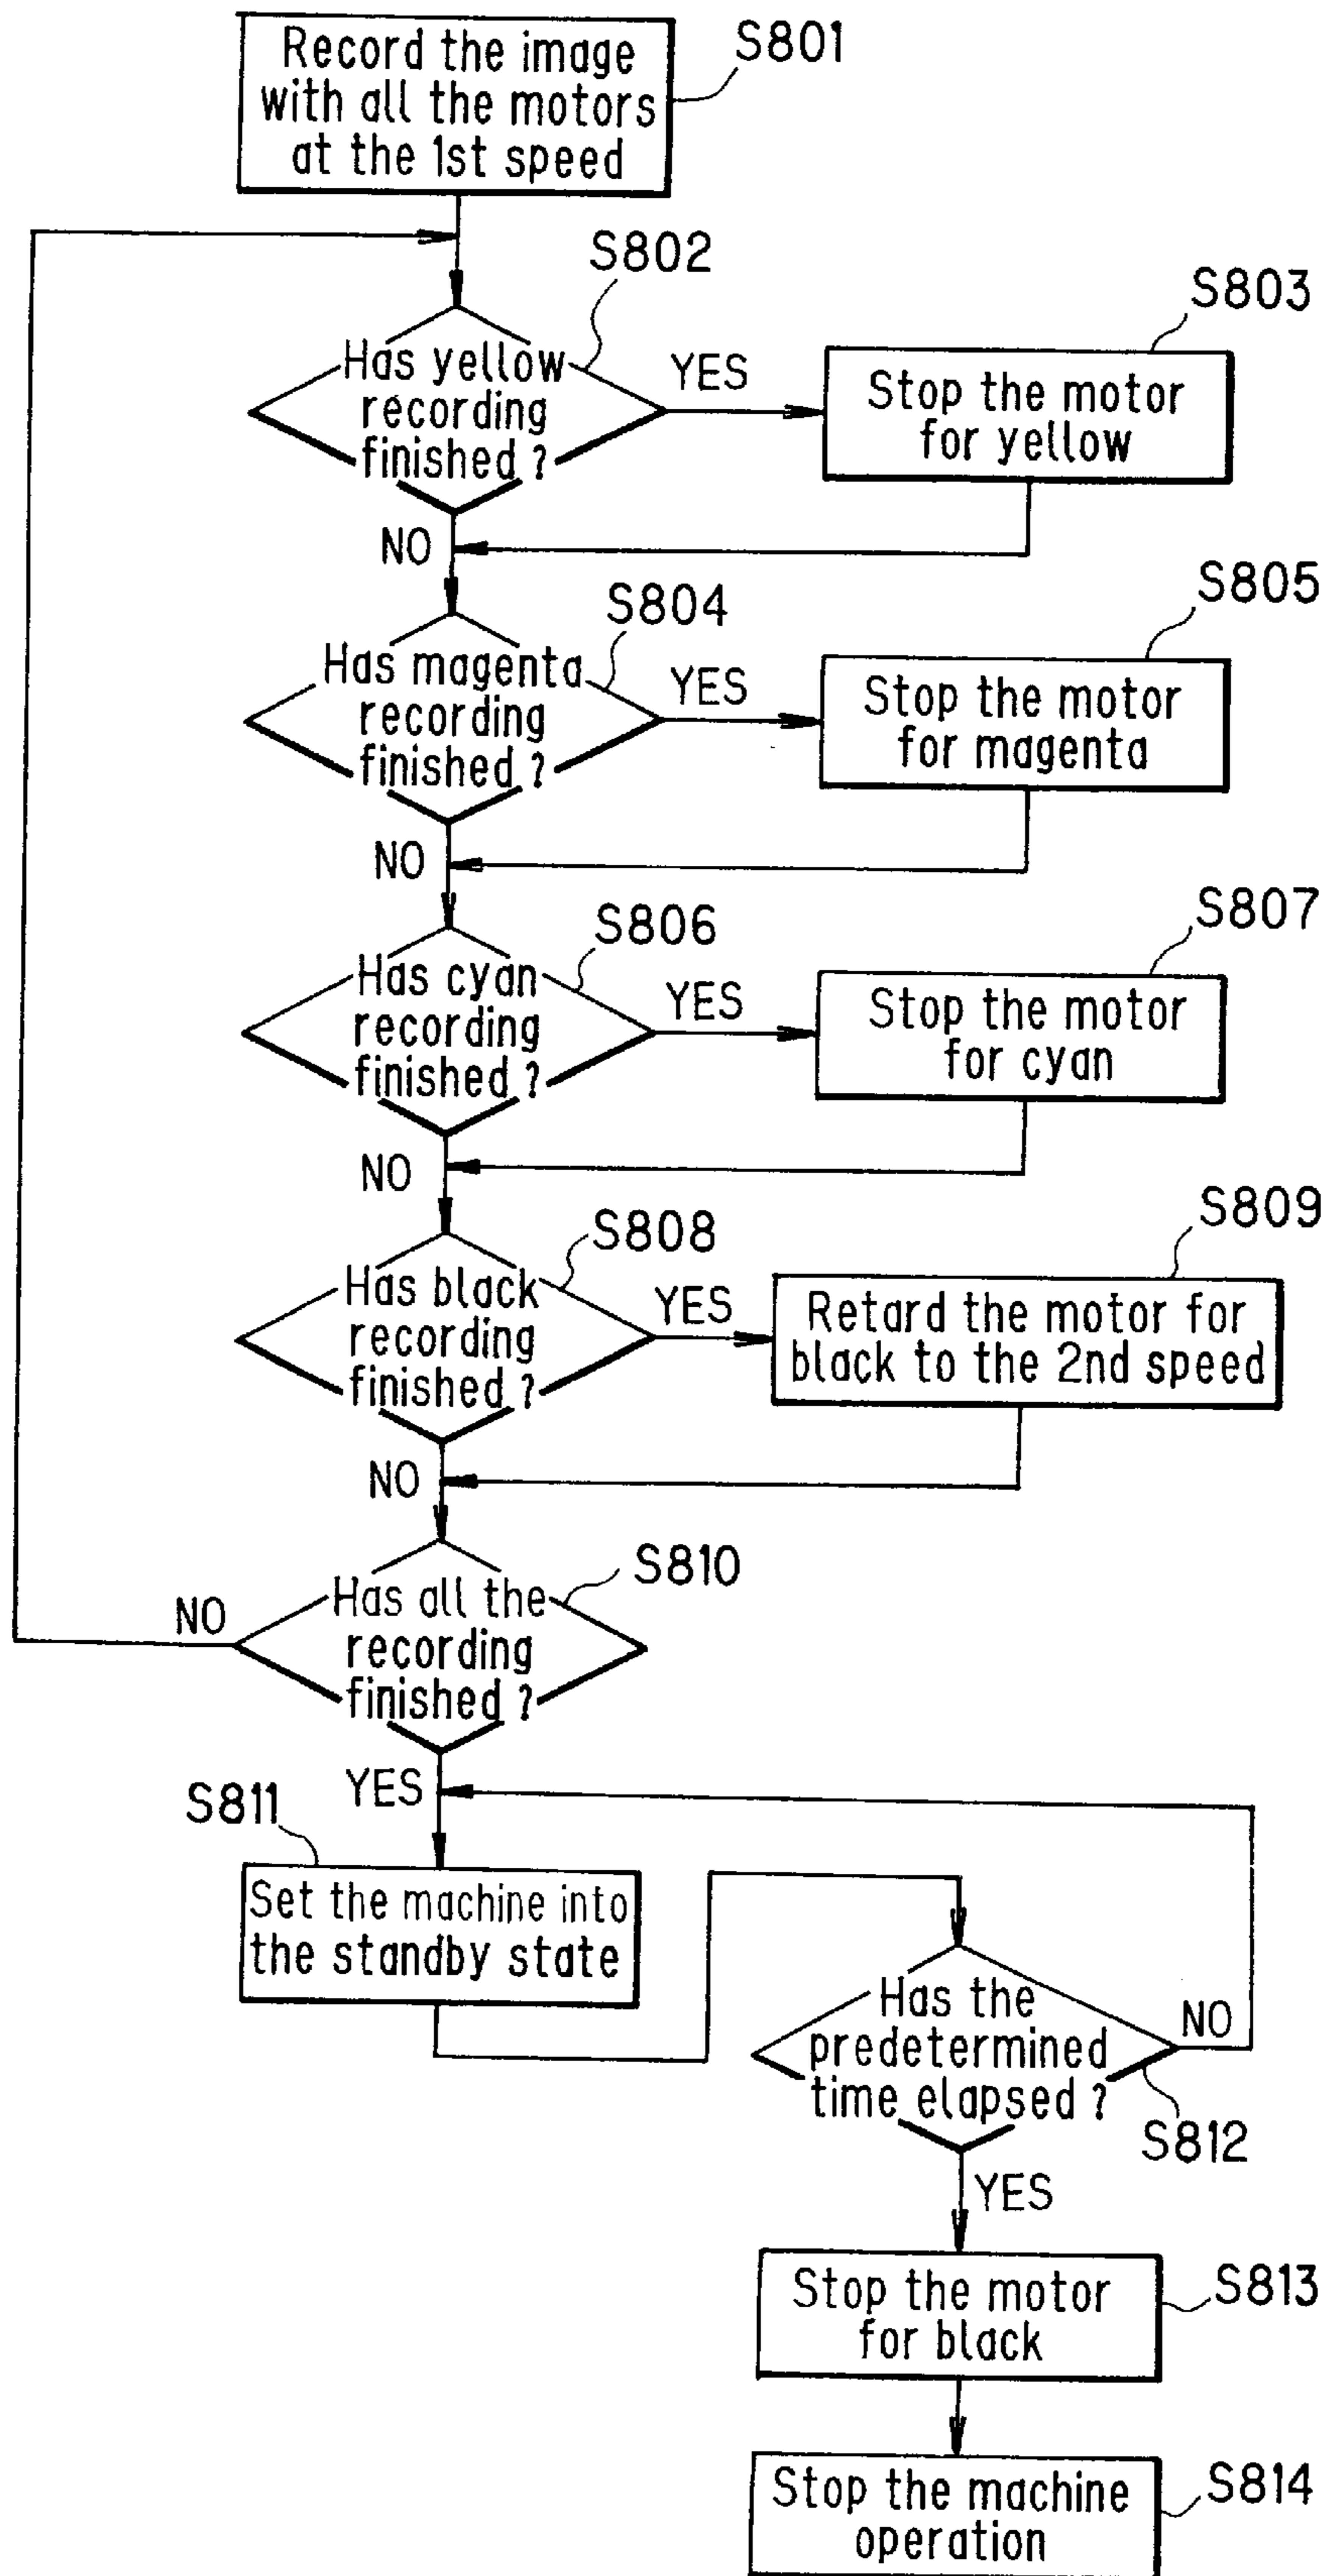 Record the image
with all the motors
at the 1st speed
S801
S802
Has yellow
recording
finished ?
YES
S803
Stop the motor
for yellow
NO
S804
Has magenta
recording
finished ?
YES
S805
Stop the motor
for magenta
NO
S806
Has cyan
recording
finished ?
YES
S807
Stop the motor
for cyan
NO
S808
Has black
recording
finished ?
YES
S809
Retard the motor for
black to the 2nd speed
NO
S810
Has all the
recording
finished ?
NO
YES
S811
Set the machine into
the standby state
Has the
predetermined
time elapsed ?
NO
S812
YES
Stop the motor
for black
S813
Stop the machine
operation
S814